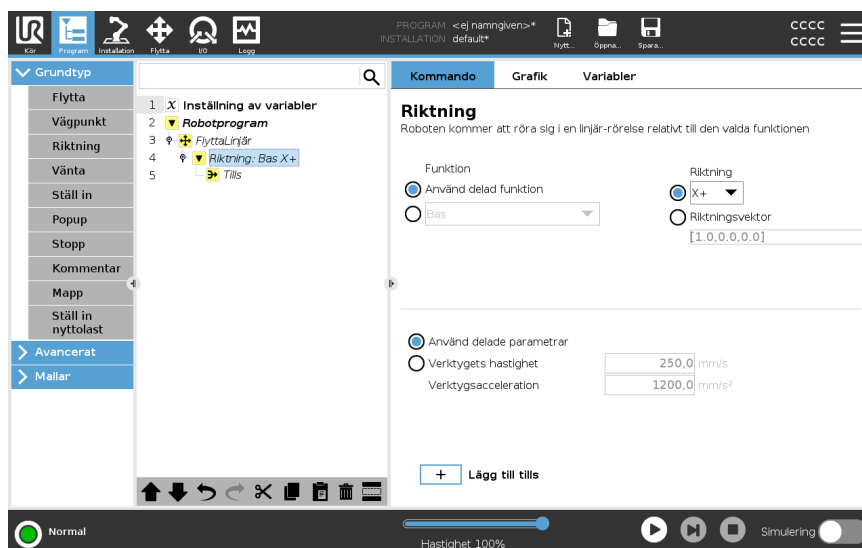 UR
PROGRAM <ej namngiven>*
INSTALLATION default*
CCCC
CCCC
Kör Program Installation Flytta I/O Logg Nytt... Öppna... Spara...
Grundtyp
Flytta
Vägpunkt
Riktning
Vänta
Ställ in
Popup
Stopp
Kommentar
Mapp
Ställ in
nyttolast
Avancerat
Mallar
1 X Inställning av variabler
2 Robotprogram
3 FlyttaLinjär
4 Riktning: Bas X+
5 Tills
Kommando Grafik Variabler
Riktning
Roboten kommer att röra sig i en linjär-rörelse relativt till den valda funktionen
Funktion
Använd delad funktion
Bas
Riktning
X+
Riktningsvektor
[1.0,0.0,0.0]
Använd delade parametrar
Verktygets hastighet 250,0 mm/s
Verktygsacceleration 1200,0 mm/s²
+ Lägg till tills
Normal
Hastighet 100%
Simulering